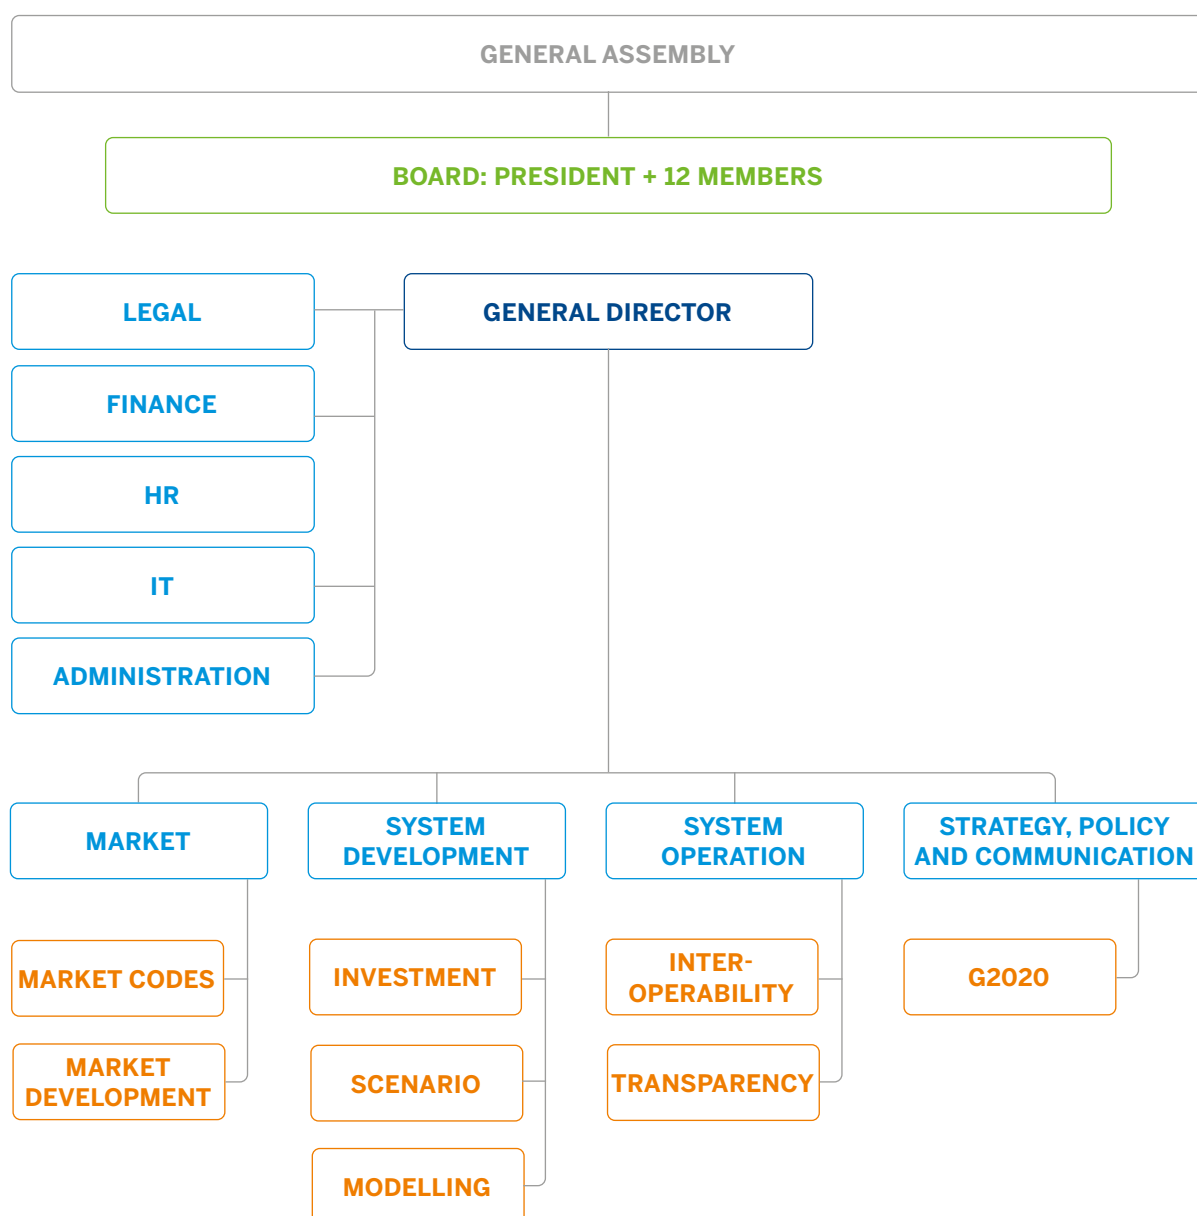 GENERAL ASSEMBLY
BOARD: PRESIDENT + 12 MEMBERS
LEGAL
GENERAL DIRECTOR
FINANCE
HR
IT
ADMINISTRATION
MARKET
SYSTEM
DEVELOPMENT
SYSTEM
OPERATION
STRATEGY, POLICY
AND COMMUNICATION
MARKET CODES
INVESTMENT
INTER-
OPERABILITY
G2020
MARKET
DEVELOPMENT
SCENARIO
TRANSPARENCY
MODELLING